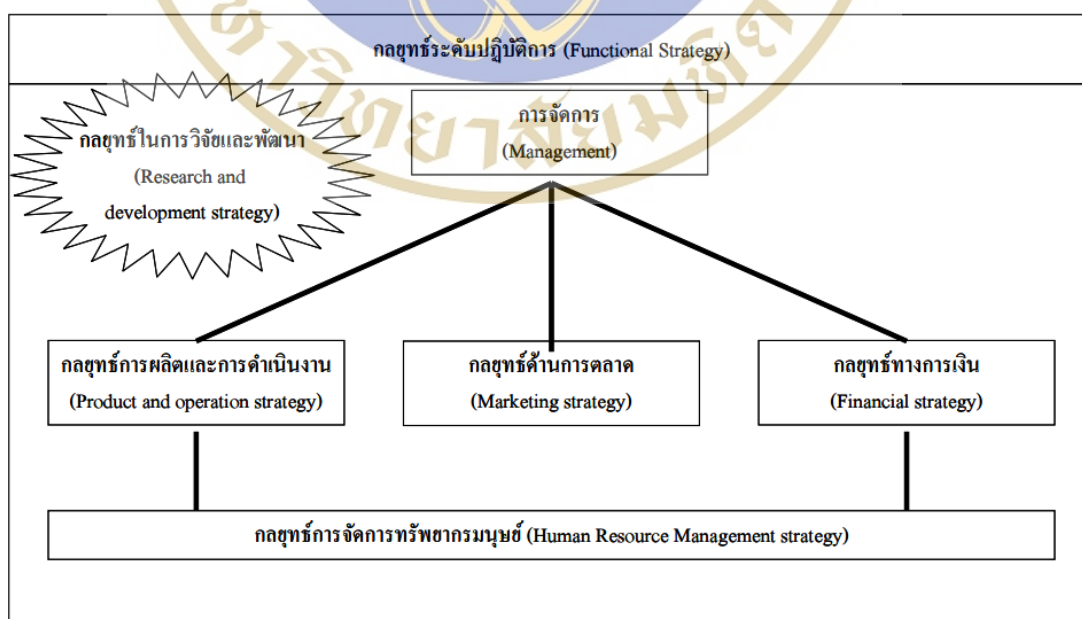 กลยุทธ์ระดับปฏิบัติการ (Functional Strategy)
กลยุทธ์ในการวิจัยและพัฒนา
(Research and
development strategy)
การจัดการ
(Management)
กลยุทธ์การผลิตและการดำเนินงาน
(Product and operation strategy)
กลยุทธ์ด้านการตลาด
(Marketing strategy)
กลยุทธ์ทางการเงิน
(Financial strategy)
กลยุทธ์การจัดการทรัพยากรมนุษย์ (Human Resource Management strategy)